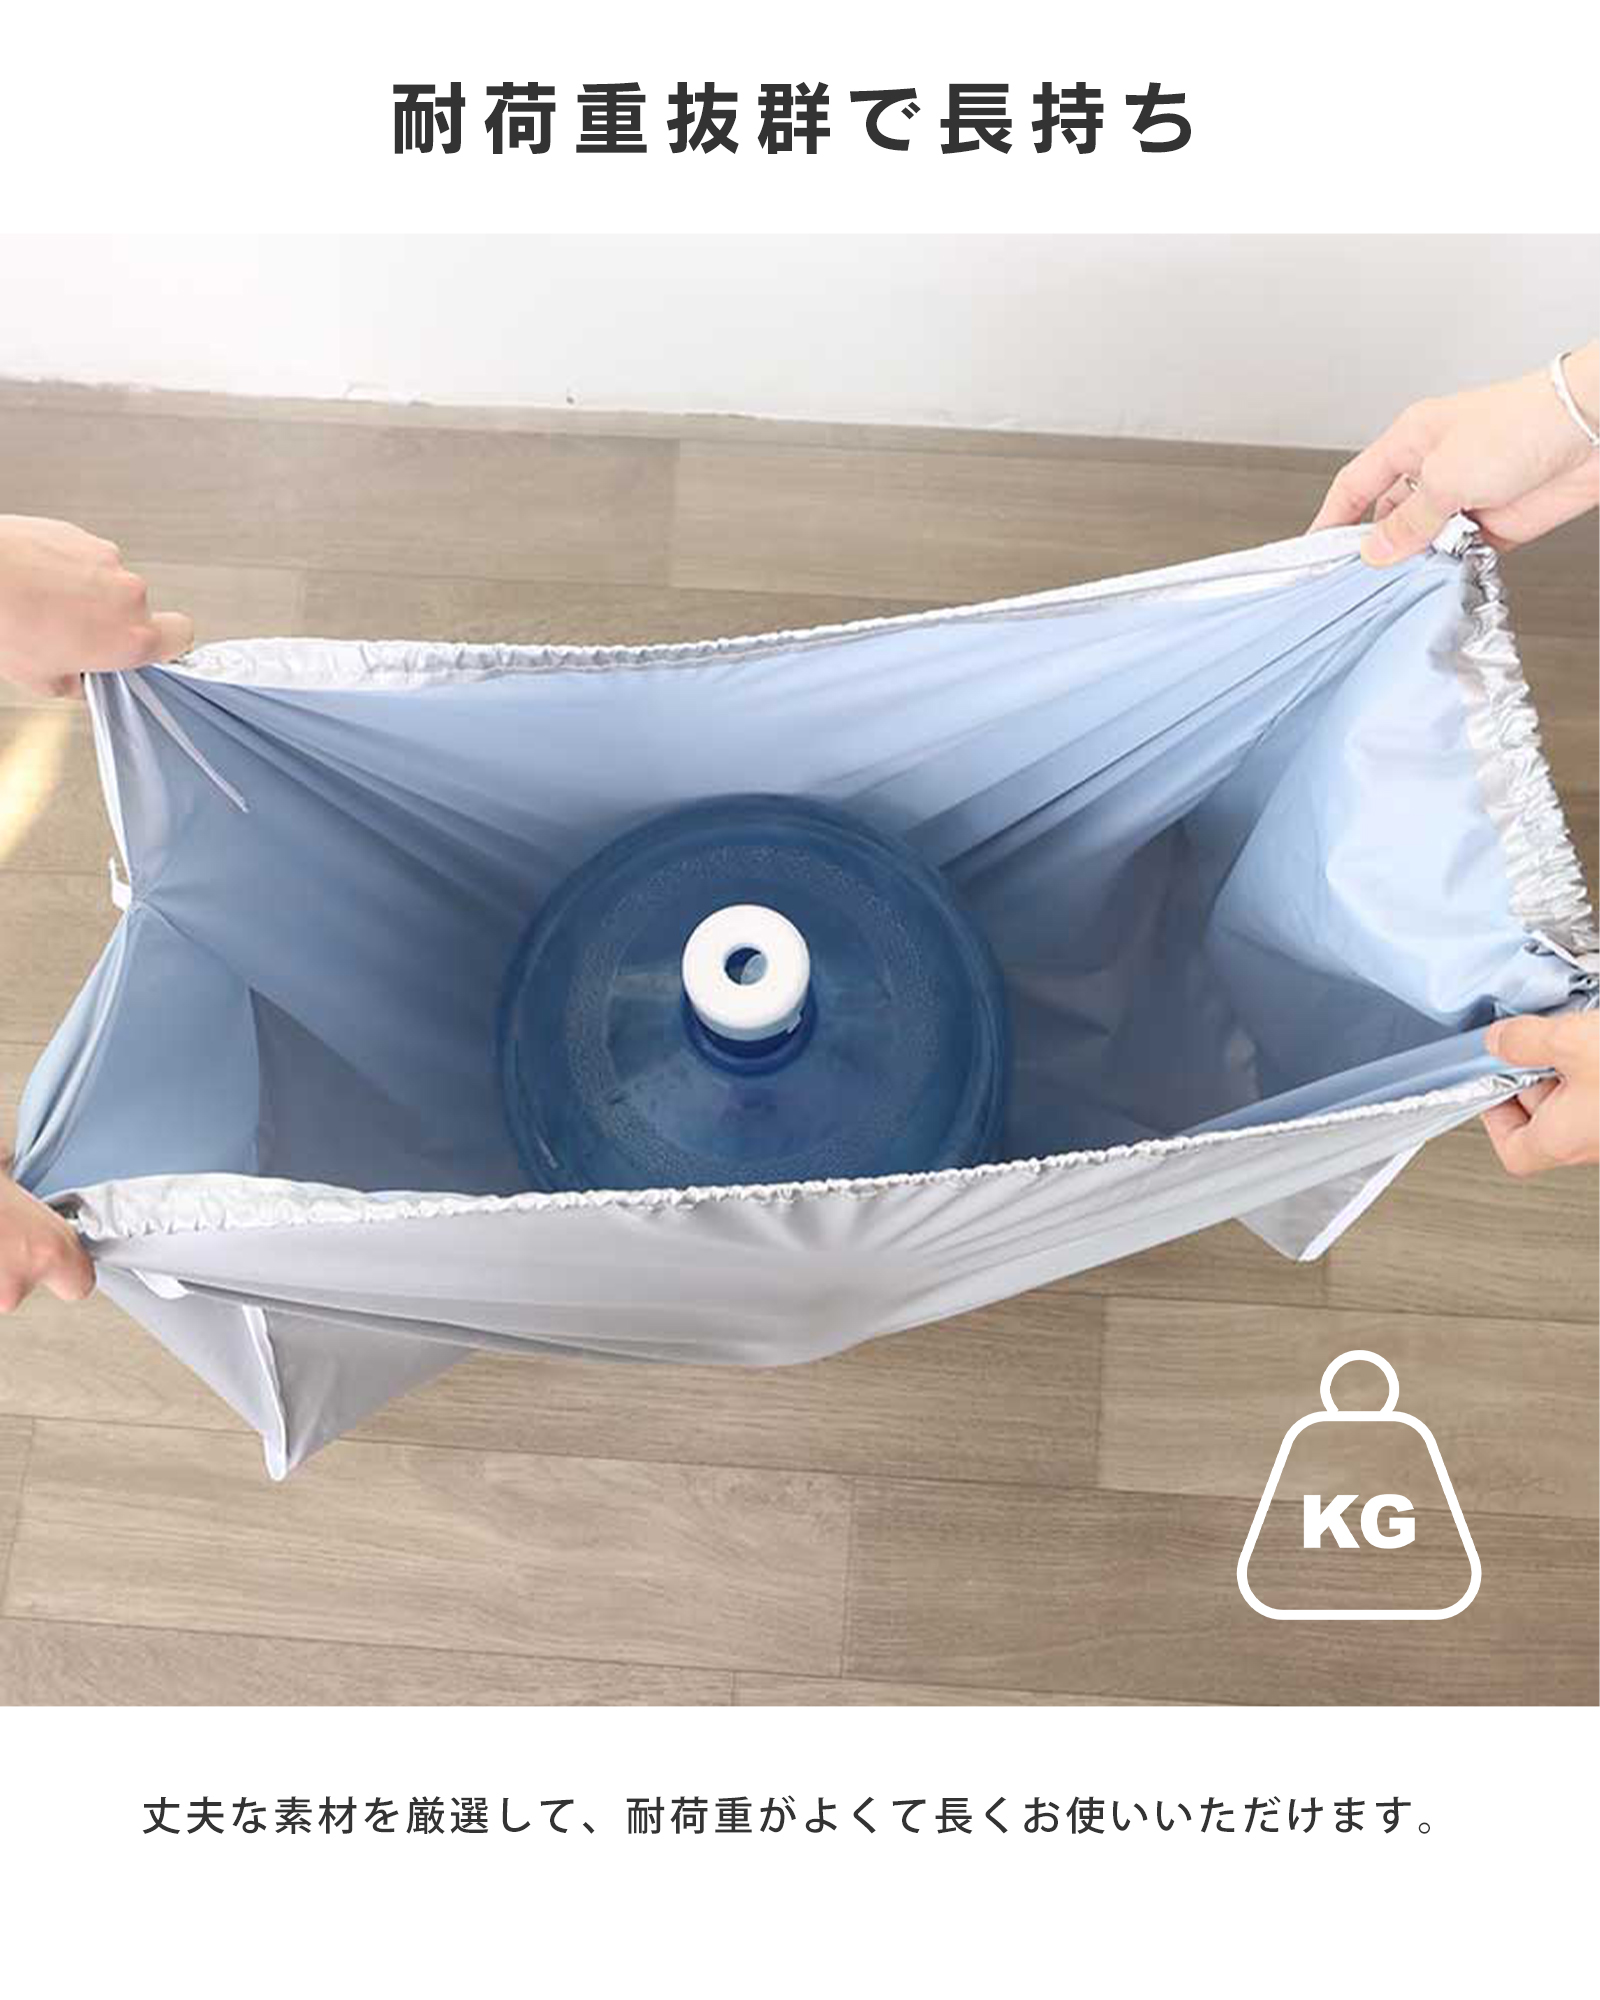 耐荷重抜群で長持ち
KG
丈夫な素材を厳選して、耐荷重がよくて長くお使いいただけます。